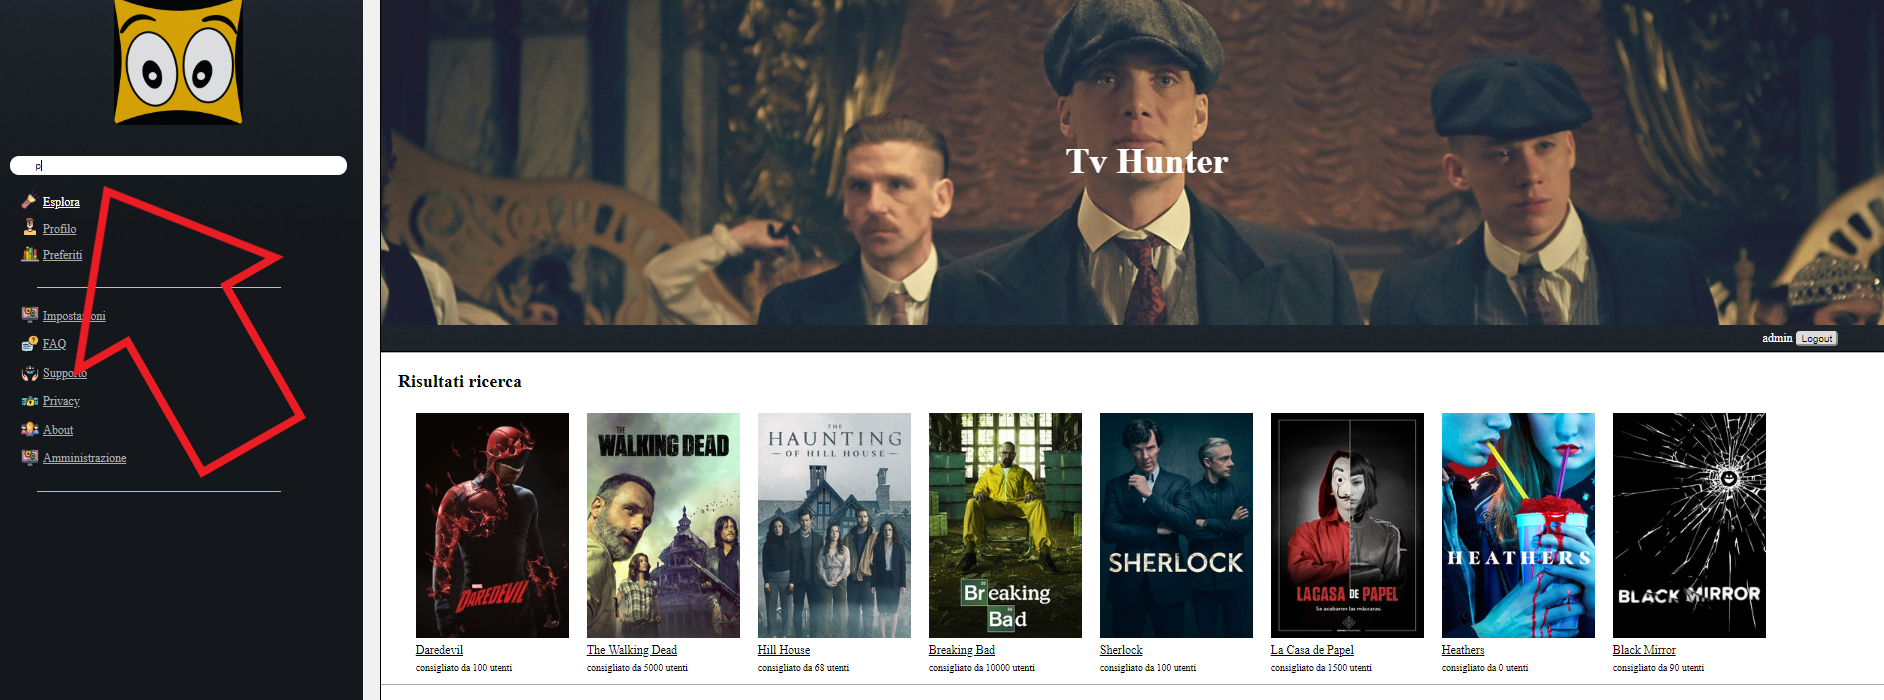 p
Esplora
Profilo
Preferiti
Impostazioni
FAQ
Supporto
Privacy
About
Amministrazione
Tv Hunter
admin Logout
Risultati ricerca
MARVEL
DAREDEVIL
Daredevil
consigliato da 100 utenti
THE
WALKING DEAD
The Walking Dead
consigliato da 5000 utenti
THE
HAUNTING
OF HILL HOUSE
Hill House
consigliato da 68 utenti
Breaking
Bad
Breaking Bad
consigliato da 10000 utenti
SHERLOCK
Sherlock
consigliato da 100 utenti
LA CASA DE PAPEL
Se acabaron las máscaras.
La Casa de Papel
consigliato da 1500 utenti
HEATHERS
Heathers
consigliato da 0 utenti
BLACK MIRROR
Black Mirror
consigliato da 90 utenti